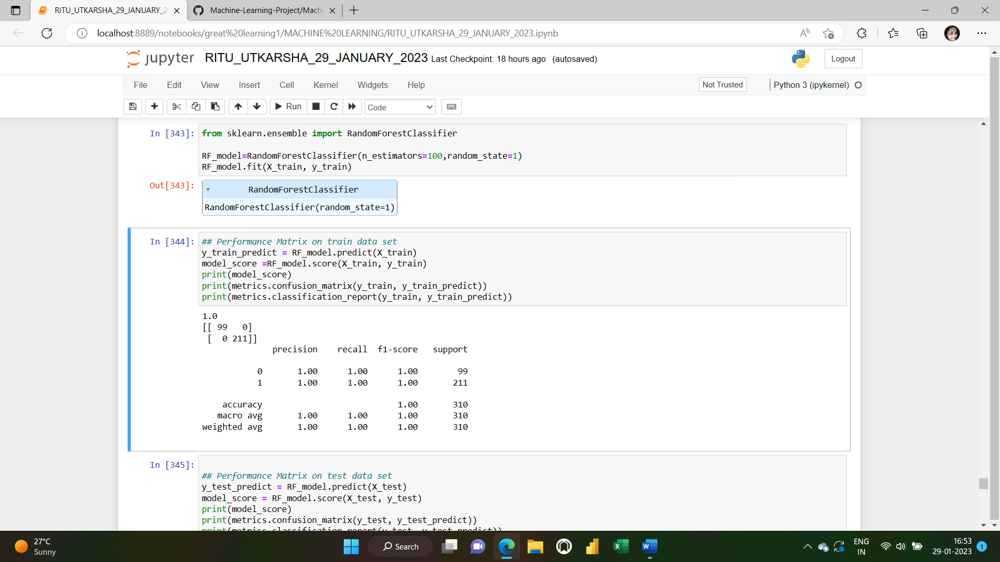 RITU_UTKARSHA_29_JANUARY_2
Machine-Learning-Project/Machi
localhost:8889/notebooks/great%20learning1/MACHINE%20LEARNING/RITU_UTKARSHA_29_JANUARY_2023.ipynb
jupyter RITU_UTKARSHA_29_JANUARY_2023 Last Checkpoint: 18 hours ago (autosaved)
Logout
File Edit View Insert Cell Kernel Widgets Help
Not Trusted
Python 3 (ipykernel)
Run
Code
In [343]: from sklearn.ensemble import RandomForestClassifier
RF_model=RandomForestClassifier(n_estimators=100,random_state=1)
RF_model.fit(X_train, y_train)
Out[343]: RandomForestClassifier
RandomForestClassifier(random_state=1)
In [344]: ## Performance Matrix on train data set
y_train_predict = RF_model.predict(X_train)
model_score =RF_model.score(X_train, y_train)
print(model_score)
print(metrics.confusion_matrix(y_train, y_train_predict))
print(metrics.classification_report(y_train, y_train_predict))
1.0
[[ 99   0]
 [  0 211]]
precision recall f1-score support
0 1.00 1.00 1.00 99
1 1.00 1.00 1.00 211
accuracy 1.00 310
macro avg 1.00 1.00 1.00 310
weighted avg 1.00 1.00 1.00 310
In [345]:
## Performance Matrix on test data set
y_test_predict = RF_model.predict(X_test)
model_score = RF_model.score(X_test, y_test)
print(model_score)
print(metrics.confusion_matrix(y_test, y_test_predict))
print(metrics.classification_report(y_test, y_test_predict))
27°C
Sunny
Search
ENG
IN
16:53
29-01-2023
1